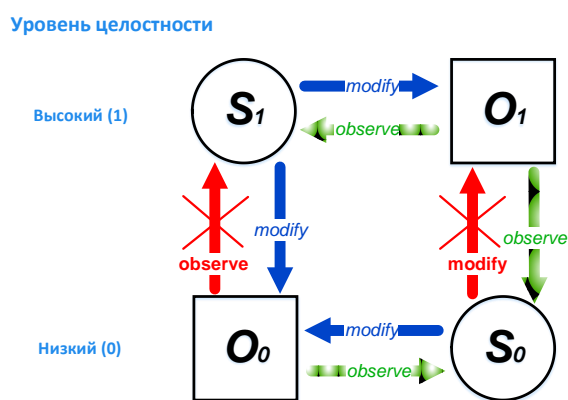 Уровень целостности
Высокий (1)
S1
modify
O1
observe
modify
observe
observe
modify
Низкий (0)
O0
modify
S0
observe